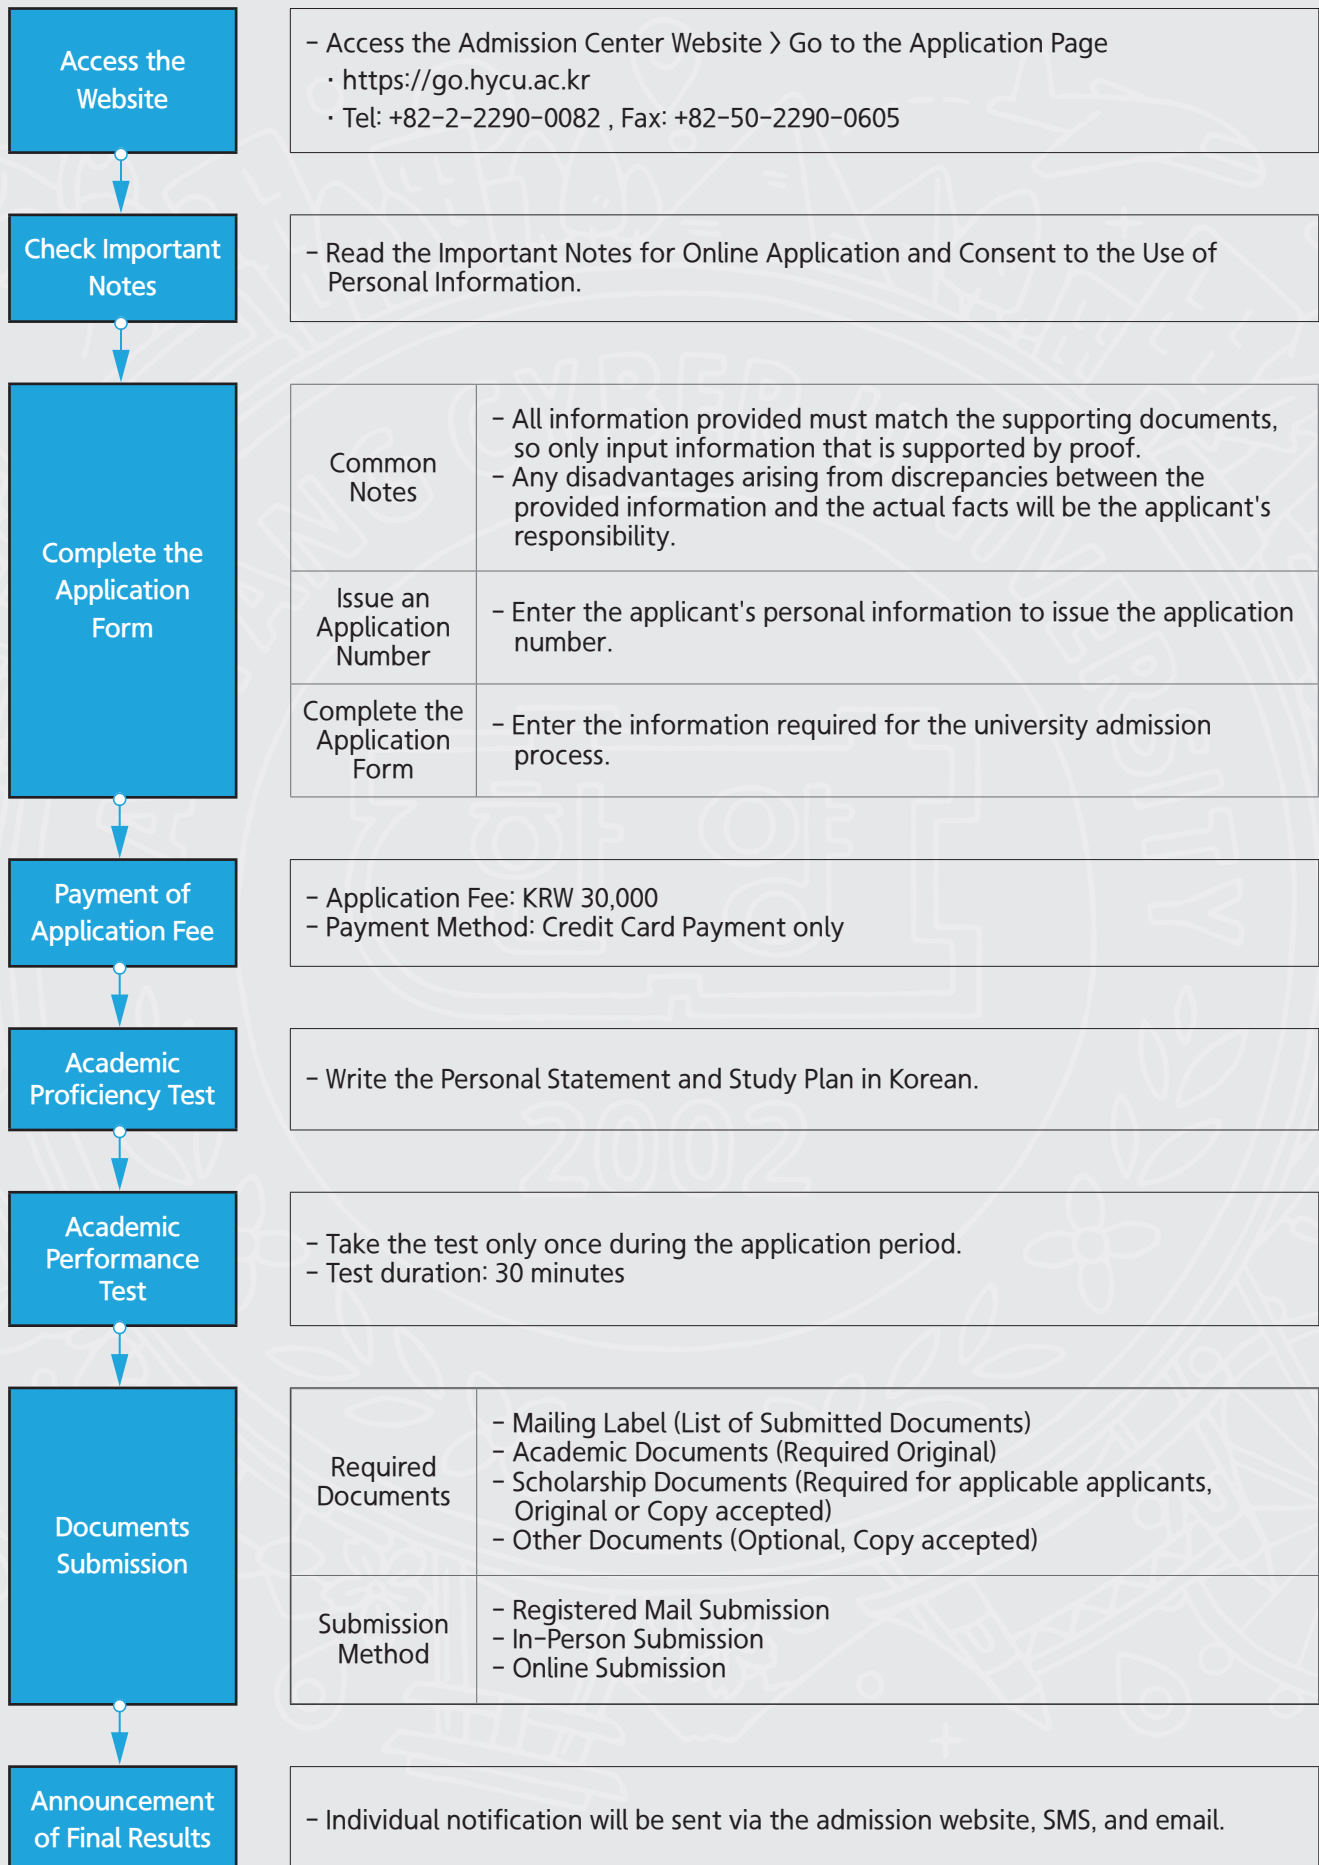 Access the
Website
- Access the Admission Center Website 〉 Go to the Application Page
· https://go.hycu.ac.kr
· Tel: +82-2-2290-0082 , Fax: +82-50-2290-0605
Check Important
Notes
- Read the Important Notes for Online Application and Consent to the Use of
Personal Information.
Complete the
Application
Form
Common
Notes
- All information provided must match the supporting documents,
so only input information that is supported by proof.
- Any disadvantages arising from discrepancies between the
provided information and the actual facts will be the applicant's
responsibility.
Issue an
Application
Number
- Enter the applicant's personal information to issue the application
number.
Complete the
Application
Form
- Enter the information required for the university admission
process.
Payment of
Application Fee
- Application Fee: KRW 30,000
- Payment Method: Credit Card Payment only
Academic
Proficiency Test
- Write the Personal Statement and Study Plan in Korean.
Academic
Performance
Test
- Take the test only once during the application period.
- Test duration: 30 minutes
Documents
Submission
Required
Documents
- Mailing Label (List of Submitted Documents)
- Academic Documents (Required Original)
- Scholarship Documents (Required for applicable applicants,
Original or Copy accepted)
- Other Documents (Optional, Copy accepted)
Submission
Method
- Registered Mail Submission
- In-Person Submission
- Online Submission
Announcement
of Final Results
- Individual notification will be sent via the admission website, SMS, and email.
CYBER UNIVERSITY
한양
2002